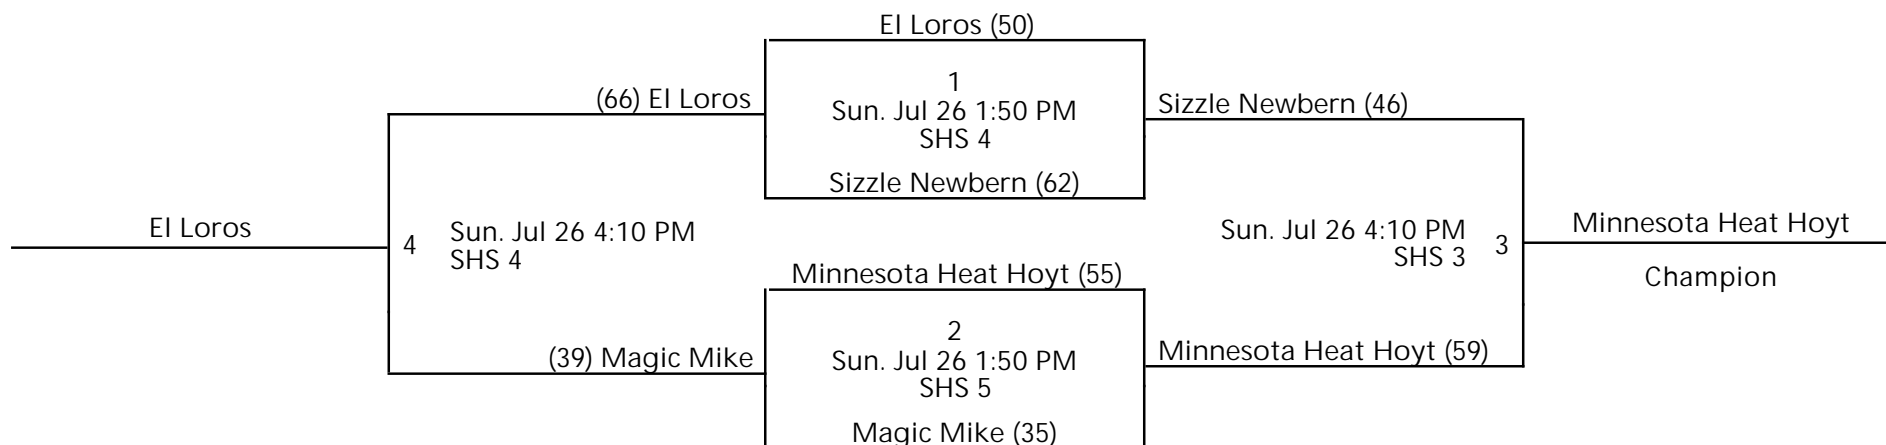 El Loros (50)
1
(66) El Loros
Sun. Jul 26 1:50 PM
Sizzle Newbern (46)
SHS 4
Sizzle Newbern (62)
El Loros
4
Sun. Jul 26 4:10 PM
SHS 4
Sun. Jul 26 4:10 PM
SHS 3
3
Minnesota Heat Hoyt
Champion
Minnesota Heat Hoyt (55)
2
(39) Magic Mike
Sun. Jul 26 1:50 PM
Minnesota Heat Hoyt (59)
SHS 5
Magic Mike (35)